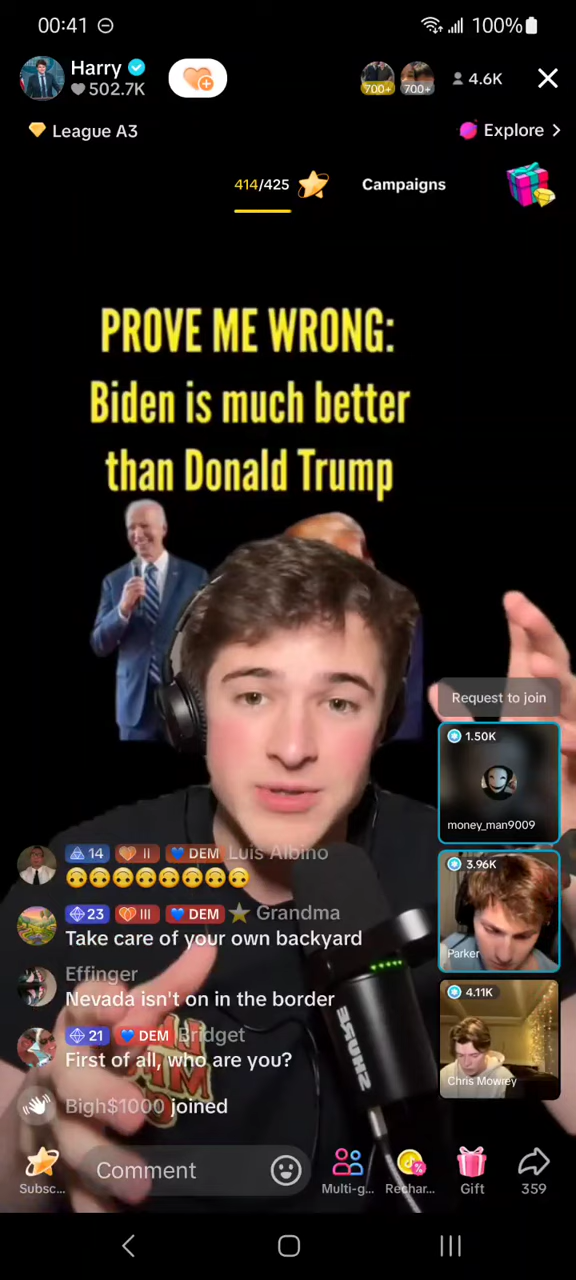 00:41
100%
Harry
502.7K
700+
700+
4.6K
League A3
Explore
414/425
Campaigns
PROVE ME WRONG:
Biden is much better
than Donald Trump
Request to join
1.50K
money_man9009
3.96K
Parker
4.11K
Chris Mowrey
14 II DEM Luis Albino
23 III DEM Grandma
Take care of your own backyard
Effinger
Nevada isn't on in the border
21 DEM Bridget
First of all, who are you?
Bigh$1000 joined
SHURE
Comment
Subsc...
Multi-g...
Rechar...
Gift
359